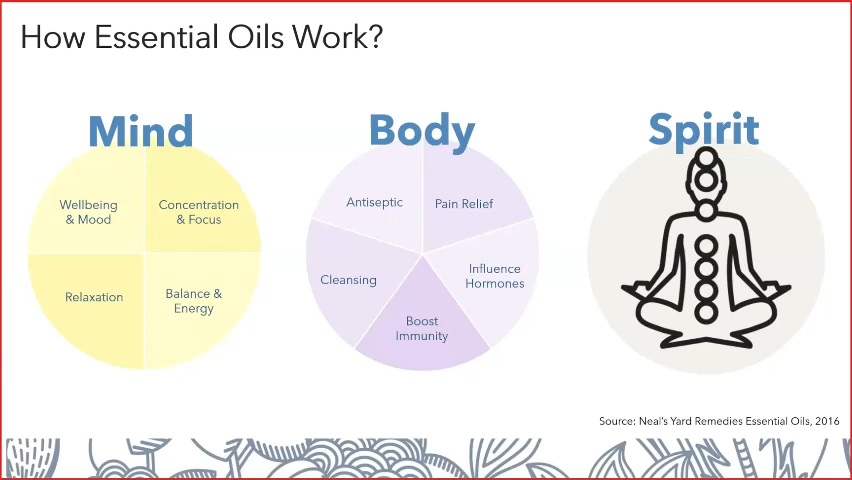 How Essential Oils Work?
Mind
Body
Spirit
Wellbeing
& Mood
Concentration
& Focus
Relaxation
Balance &
Energy
Antiseptic
Pain Relief
Cleansing
Influence
Hormones
Boost
Immunity
Source: Neal's Yard Remedies Essential Oils, 2016